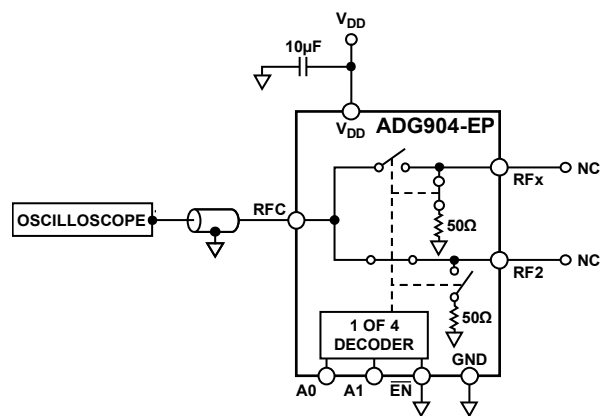 VDD
10µF
VDD
ADG904-EP
RFx
NC
OSCILLOSCOPE
RFC
50Ω
RF2
NC
50Ω
1 OF 4
DECODER
GND
A0
A1
EN